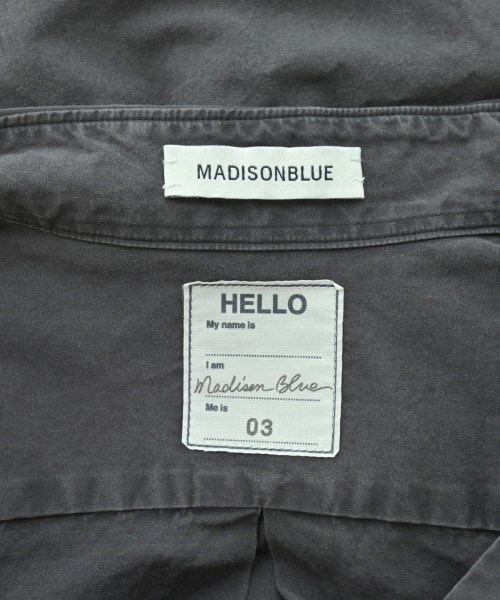 MADISONBLUE
HELLO
My name is
I am
Madison Blue
Me is
03